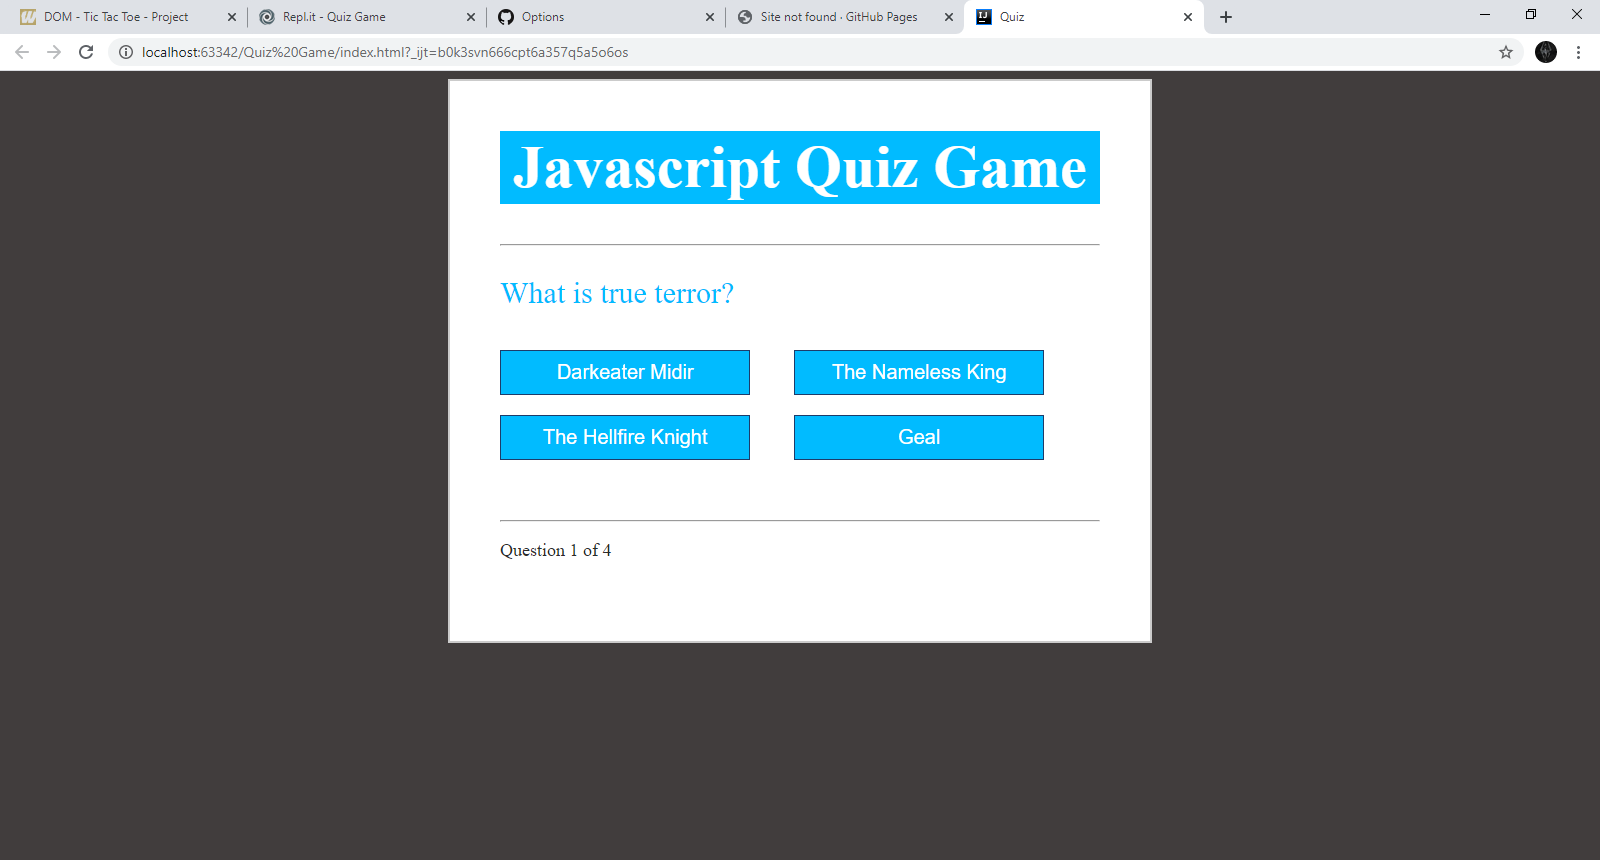 DOM - Tic Tac Toe - Project
Repl.it - Quiz Game
Options
Site not found · GitHub Pages
IJ
Quiz
localhost:63342/Quiz%20Game/index.html?_ijt=b0k3svn666cpt6a357q5a5o6os
Javascript Quiz Game
What is true terror?
Darkeater Midir
The Nameless King
The Hellfire Knight
Geal
Question 1 of 4